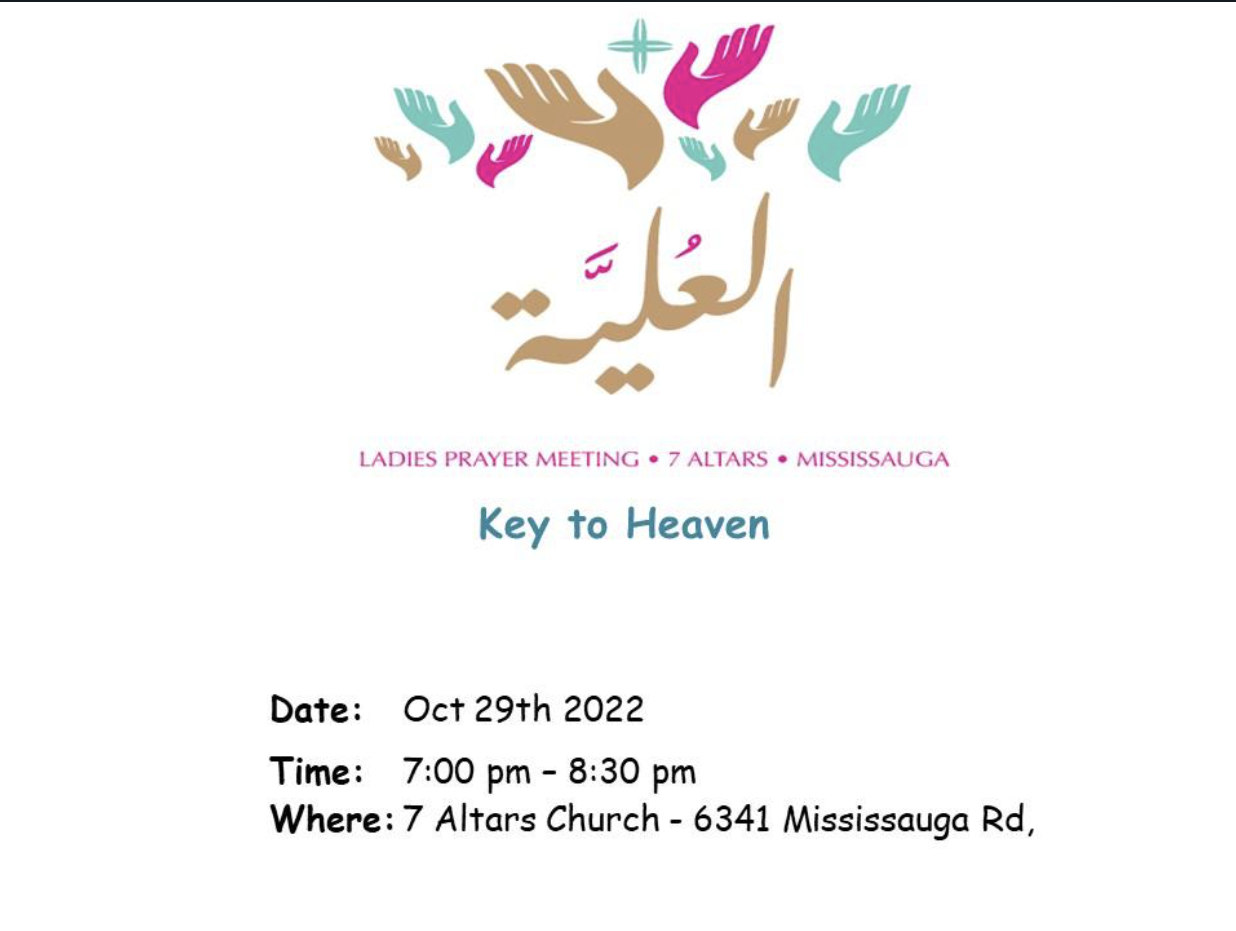 العُليَّة
LADIES PRAYER MEETING • 7 ALTARS • MISSISSAUGA
Key to Heaven
Date: Oct 29th 2022
Time: 7:00 pm – 8:30 pm
Where: 7 Altars Church - 6341 Mississauga Rd,